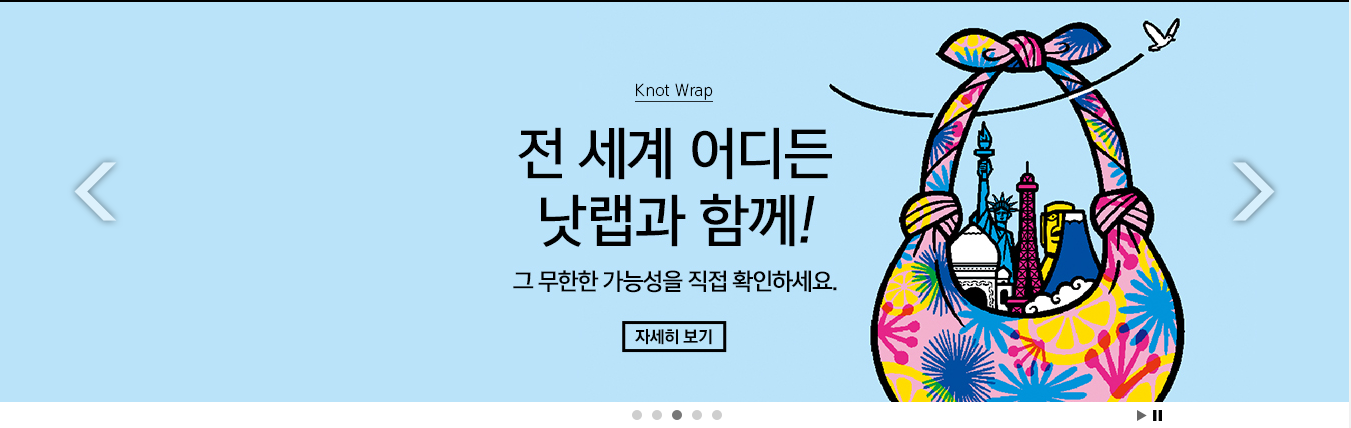 Knot Wrap
전 세계 어디든
낫랩과 함께!
그 무한한 가능성을 직접 확인하세요.
자세히 보기